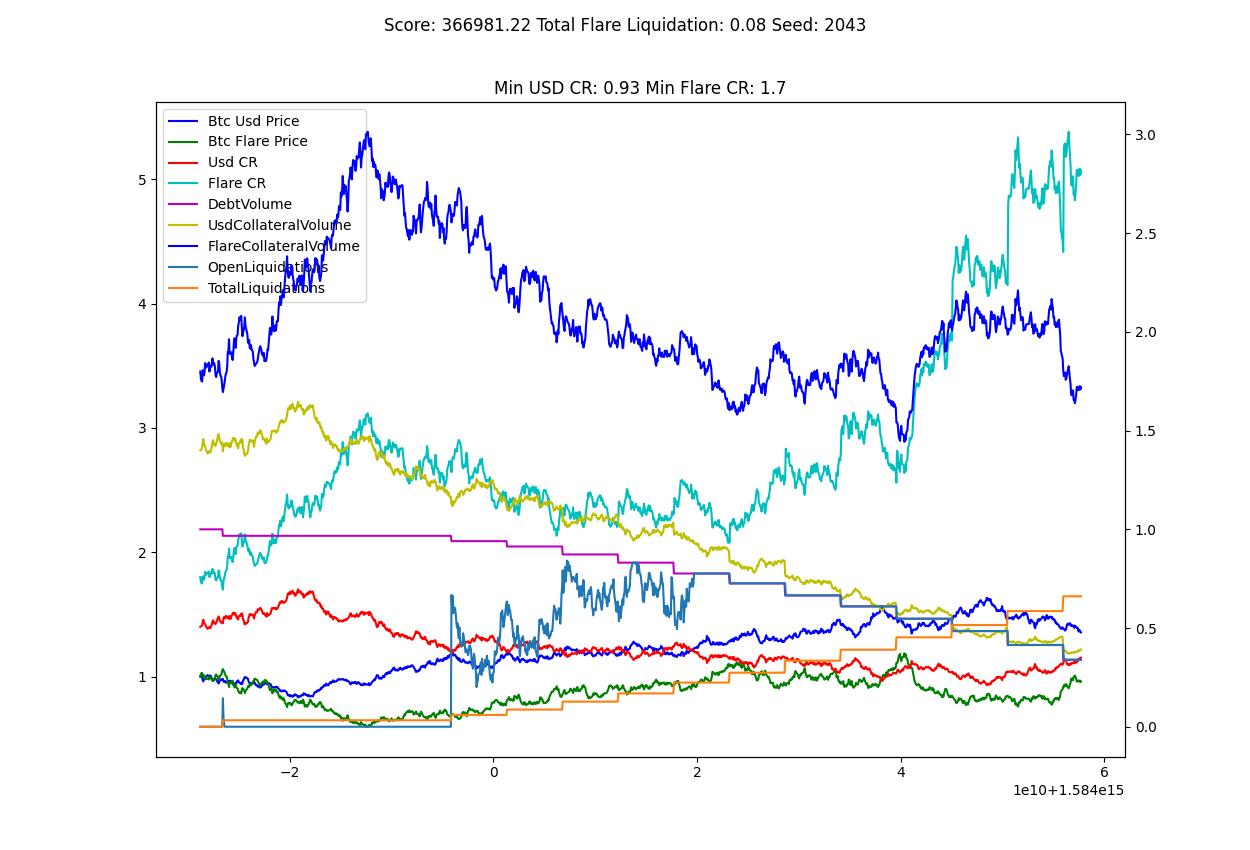 Score: 366981.22 Total Flare Liquidation: 0.08 Seed: 2043
Min USD CR: 0.93 Min Flare CR: 1.7
Btc Usd Price
Btc Flare Price
Usd CR
Flare CR
DebtVolume
UsdCollateralVolume
FlareCollateralVolume
OpenLiquidations
TotalLiquidations
5
4
3
2
1
3.0
2.5
2.0
1.5
1.0
0.5
0.0
−2
0
2
4
6
1e10+1.584e15